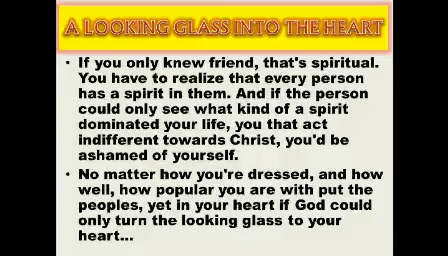 A LOOKING GLASS INTO THE HEART
• If you only knew friend, that's spiritual.
You have to realize that every person
has a spirit in them. And if the person
could only see what kind of a spirit
dominated your life, you that act
indifferent towards Christ, you'd be
ashamed of yourself.
• No matter how you're dressed, and how
well, how popular you are with put the
peoples, yet in your heart if God could
only turn the looking glass to your
heart...